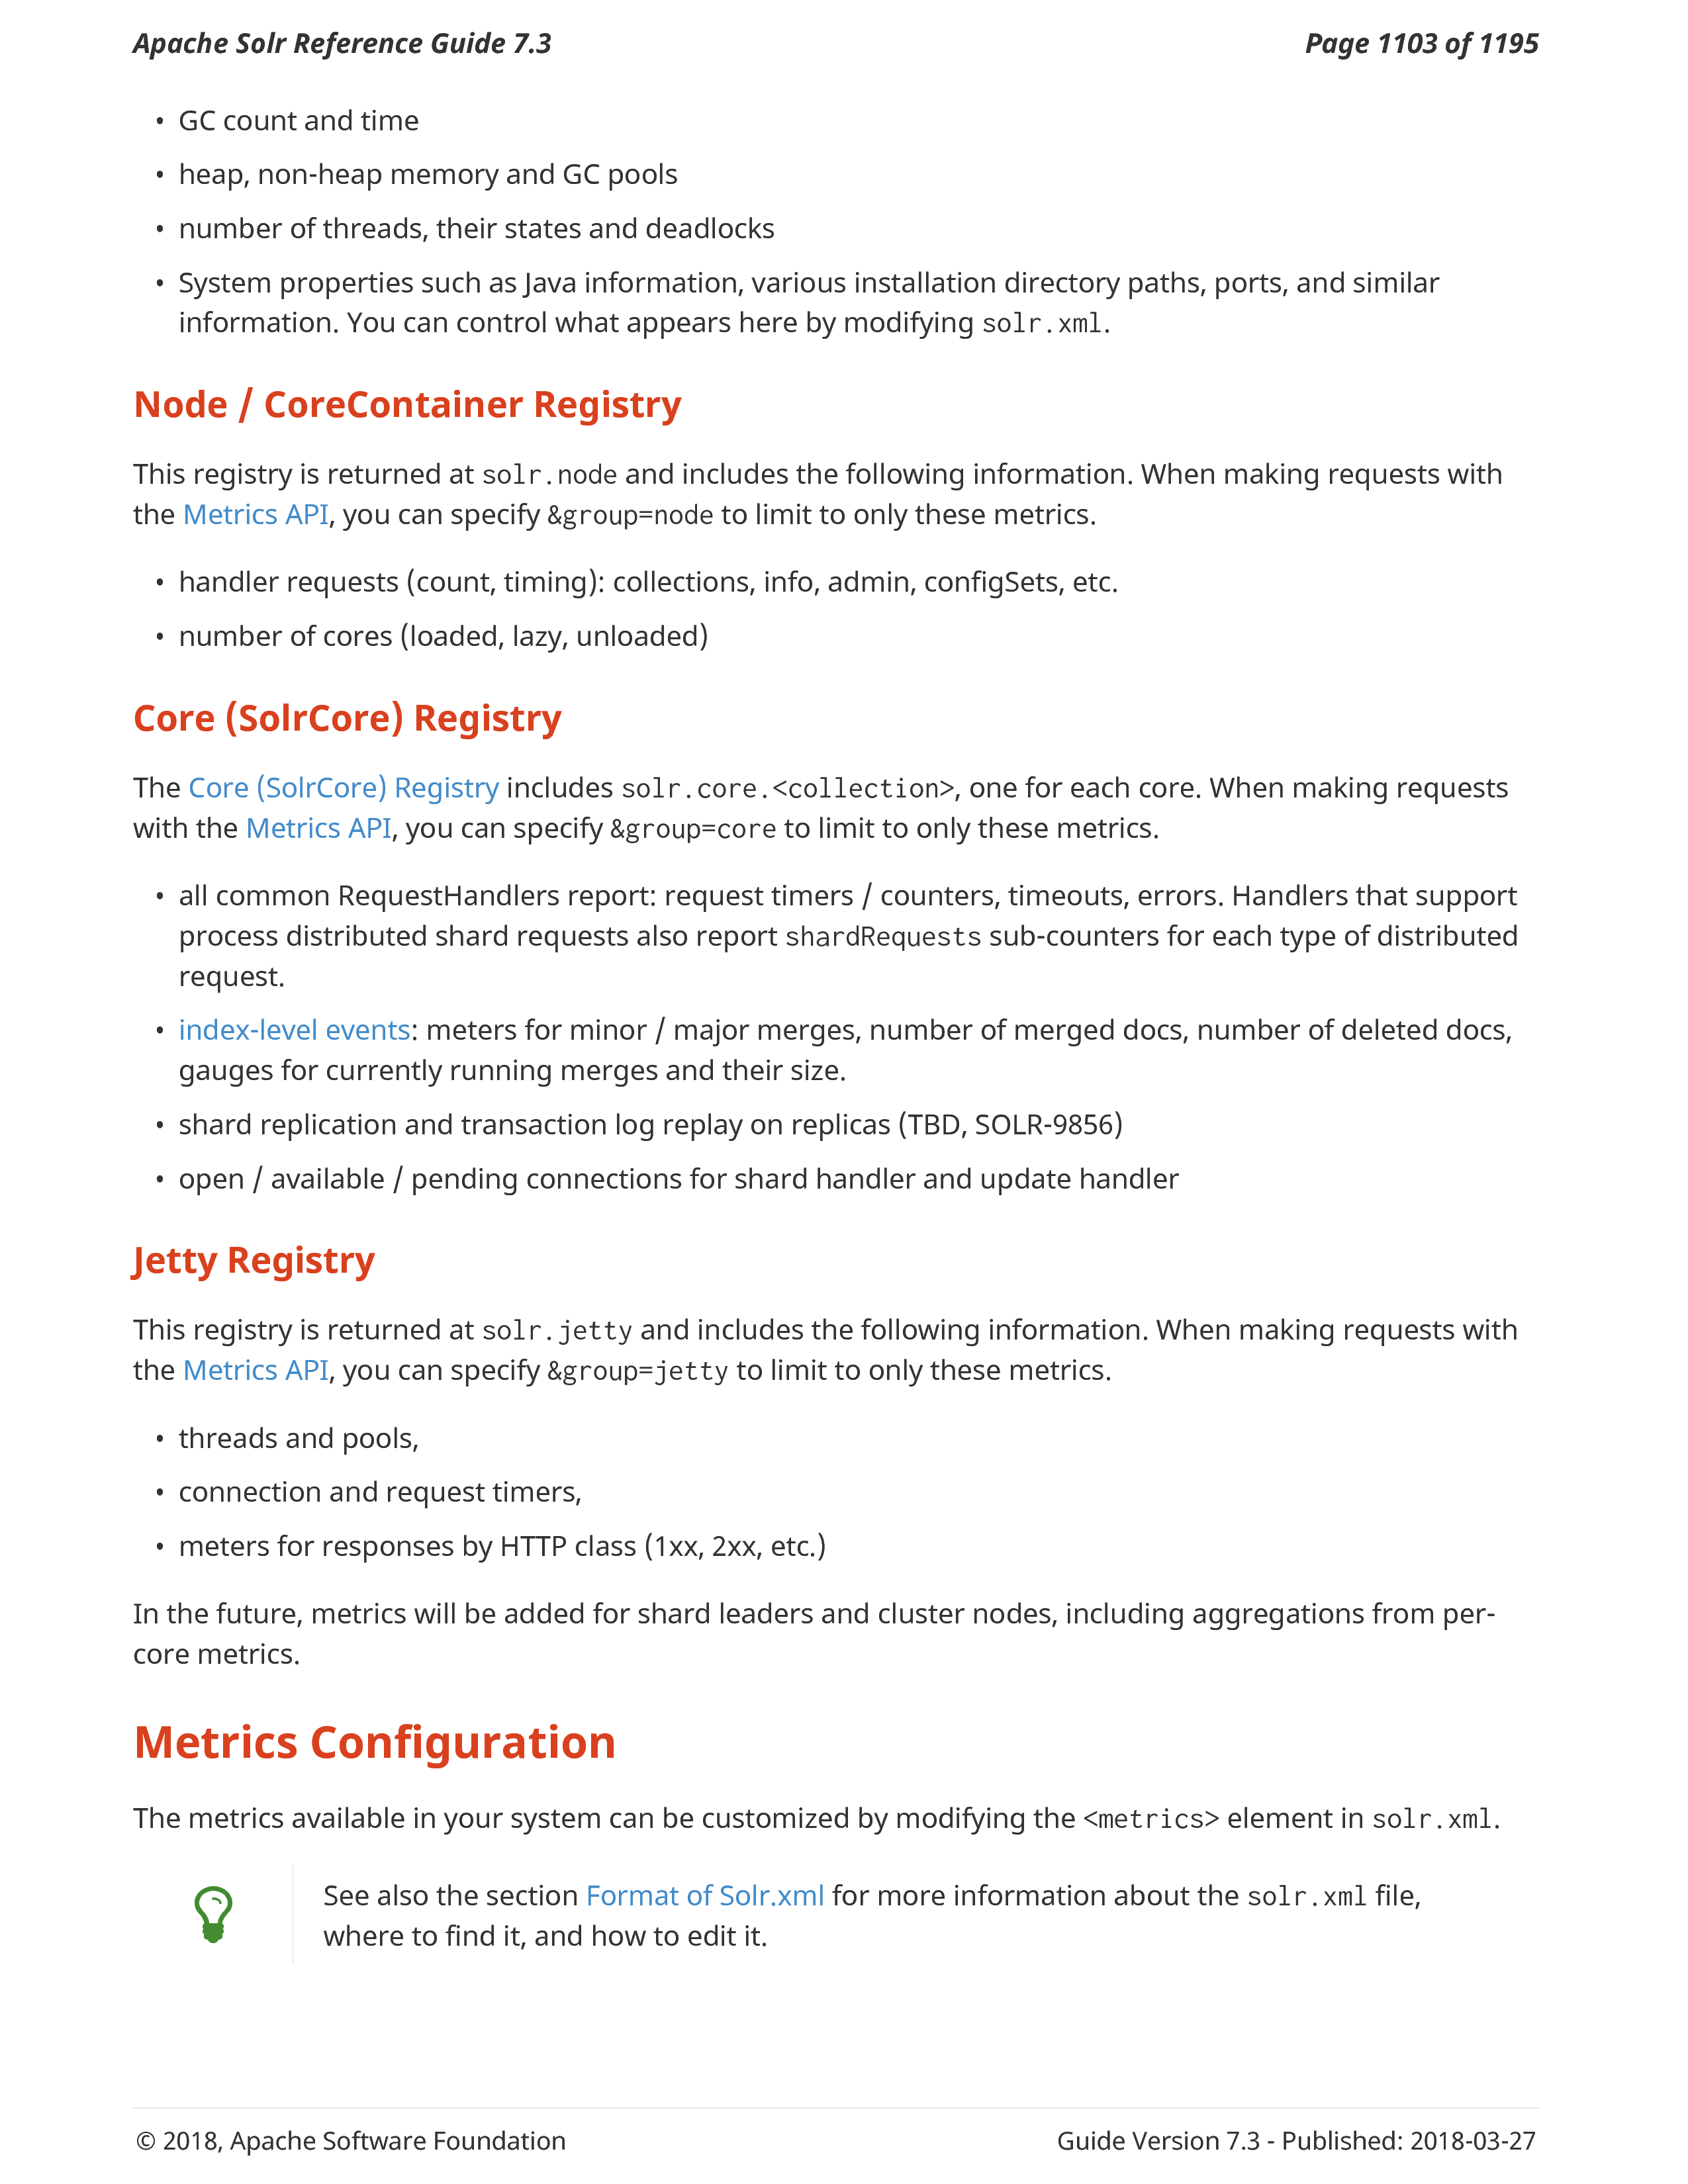 Apache Solr Reference Guide 7.3
Page 1103 of 1195
• GC count and time
• heap, non-heap memory and GC pools
• number of threads, their states and deadlocks
• System properties such as Java information, various installation directory paths, ports, and similar
information. You can control what appears here by modifying solr.xml.
Node / CoreContainer Registry
This registry is returned at solr.node and includes the following information. When making requests with
the Metrics API, you can specify &group=node to limit to only these metrics.
• handler requests (count, timing): collections, info, admin, configSets, etc.
• number of cores (loaded, lazy, unloaded)
Core (SolrCore) Registry
The Core (SolrCore) Registry includes solr.core.<collection>, one for each core. When making requests
with the Metrics API, you can specify &group=core to limit to only these metrics.
• all common RequestHandlers report: request timers / counters, timeouts, errors. Handlers that support
process distributed shard requests also report shardRequests sub-counters for each type of distributed
request.
• index-level events: meters for minor / major merges, number of merged docs, number of deleted docs,
gauges for currently running merges and their size.
• shard replication and transaction log replay on replicas (TBD, SOLR-9856)
• open / available / pending connections for shard handler and update handler
Jetty Registry
This registry is returned at solr.jetty and includes the following information. When making requests with
the Metrics API, you can specify &group=jetty to limit to only these metrics.
• threads and pools,
• connection and request timers,
• meters for responses by HTTP class (1xx, 2xx, etc.)
In the future, metrics will be added for shard leaders and cluster nodes, including aggregations from per-
core metrics.
Metrics Configuration
The metrics available in your system can be customized by modifying the <metrics> element in solr.xml.
See also the section Format of Solr.xml for more information about the solr.xml file,
where to find it, and how to edit it.
© 2018, Apache Software Foundation
Guide Version 7.3 - Published: 2018-03-27